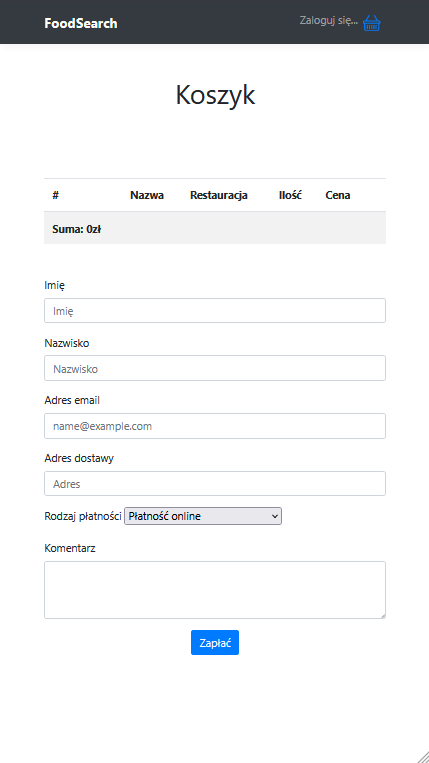 FoodSearch Zaloguj się...
Koszyk
# Nazwa Restauracja Ilość Cena
Suma: 0zł
Imię
Imię
Nazwisko
Nazwisko
Adres email
name@example.com
Adres dostawy
Adres
Rodzaj płatności Płatność online
Komentarz
Zapłać